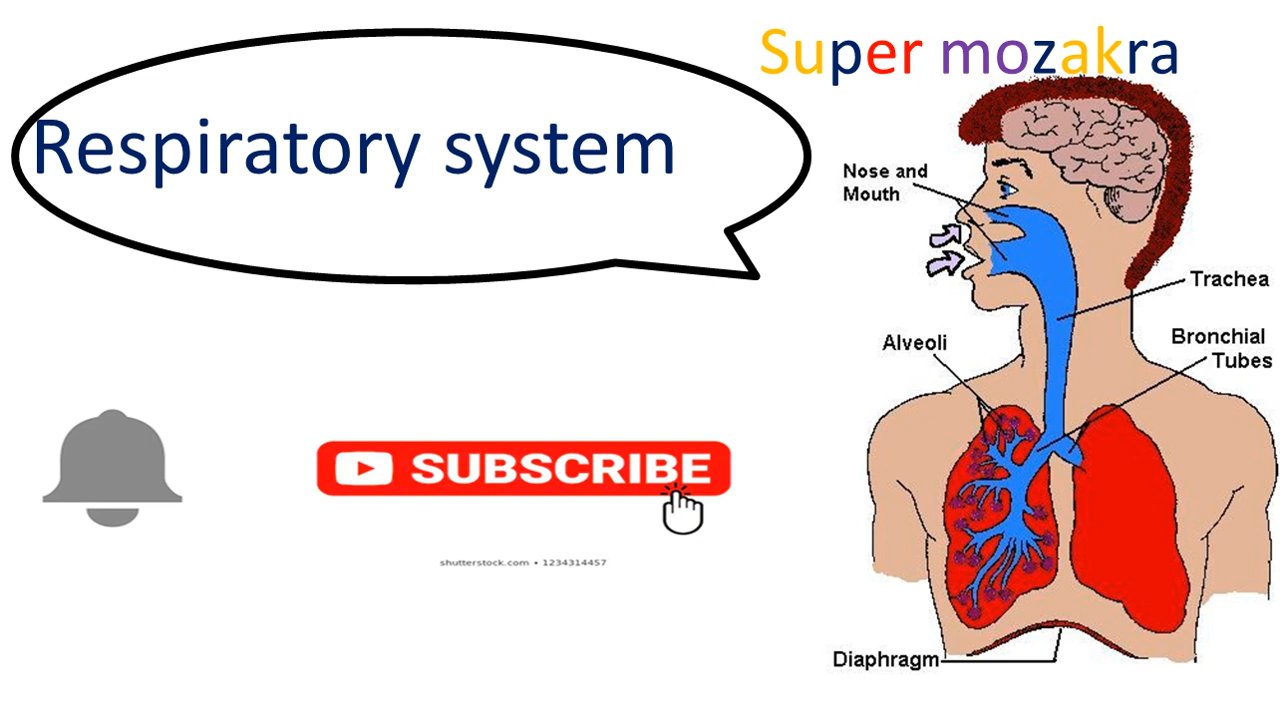 Super mozakra
Respiratory system
Nose and
Mouth
Trachea
Alveoli
Bronchial
Tubes
SUBSCRIBE
shutterstock.com • 1234314457
Diaphragm